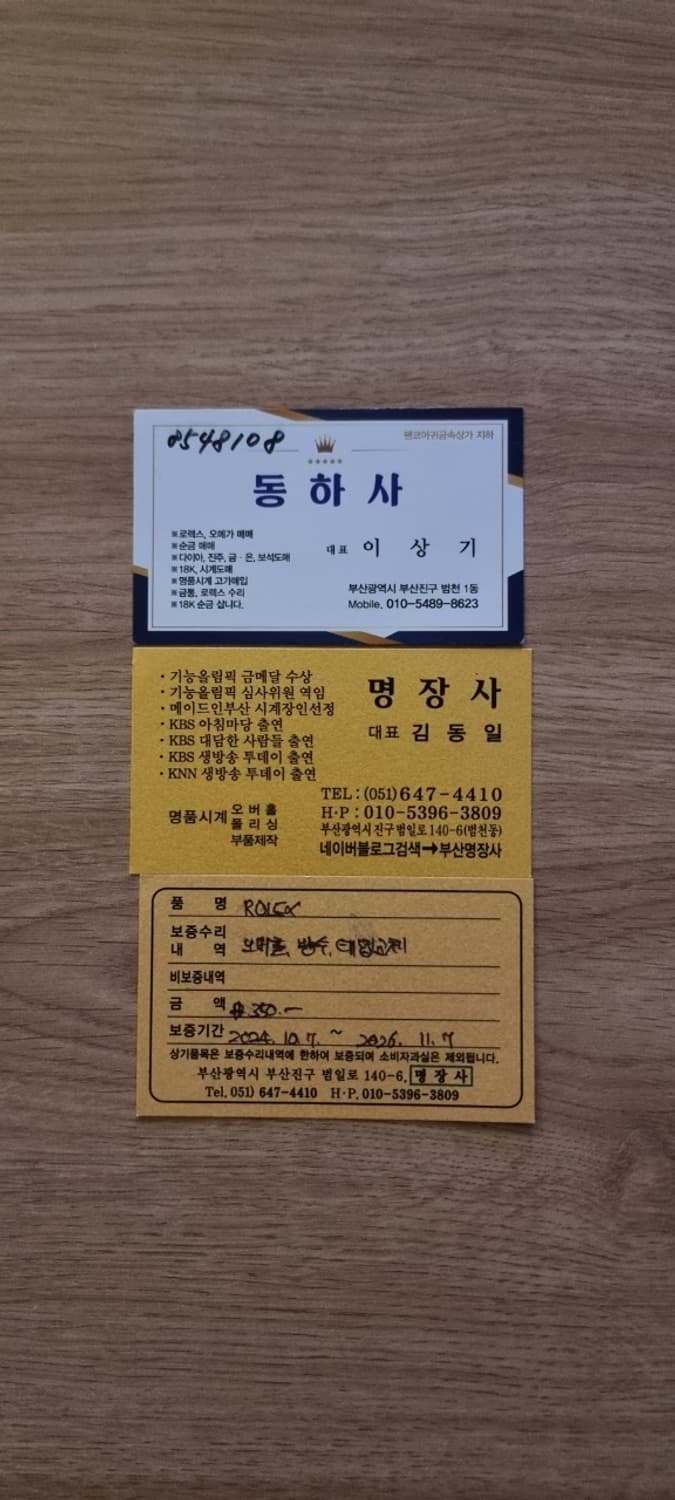 8548108
팬코아귀금속상가 지하
동하사
※로렉스, 오메가 매매
※순금 매매
※다이아, 진주, 금·은, 보석도매
※18K, 시계도매
※명품시계 고가매입
※금통, 로렉스 수리
※18K 순금 삽니다.
대표 이 상 기
부산광역시 부산진구 범천 1동
Mobile. 010-5489-8623
·기능올림픽 금메달 수상
·기능올림픽 심사위원 역임
·메이드인부산 시계장인선정
·KBS 아침마당 출연
·KBS 대담한 사람들 출연
·KBS 생방송 투데이 출연
·KNN 생방송 투데이 출연
명품시계 오버홀
폴리싱
부품제작
명장사
대표 김동일
TEL:(051)647-4410
H·P:010-5396-3809
부산광역시 진구 범일로 140-6(범천동)
네이버블로그검색➞부산명장사
품 명 ROLEX
보증수리
내 역 오버홀, 방수,
비보증내역
금 액 ₩350.-
보증기간 2024. 10. 7. ~ 2026. 11. 7
상기품목은 보증수리내역에 한하여 보증되며 소비자과실은 제외됩니다.
부산광역시 부산진구 범일로 140-6. 명장사
Tel. 051) 647-4410 H·P. 010-5396-3809